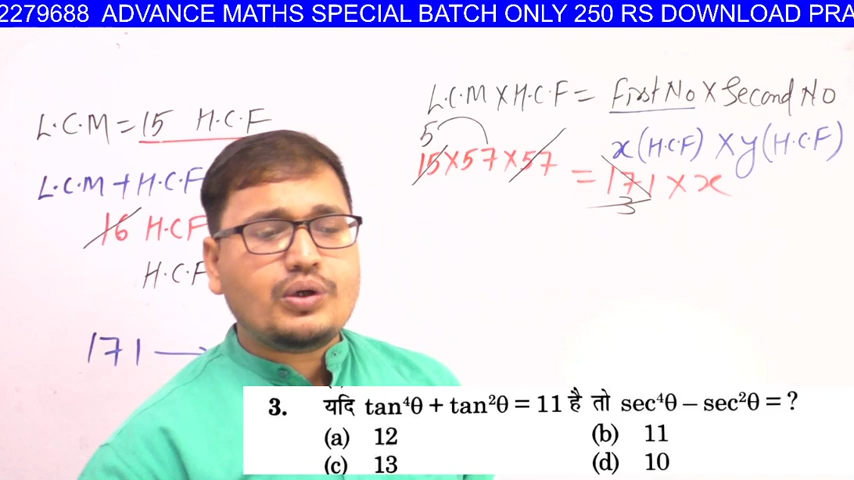 2279688 ADVANCE MATHS SPECIAL BATCH ONLY 250 RS DOWNLOAD PRA
L.C.M = 15 H.C.F
L.C.M + H.C.F
16 H.C.F
H.C.F
171 —
L.C.M X H.C.F = First No X Second No
5
15 X 57 X 57 = 171 X x
x (H.C.F) X y (H.C.F)
3
3. यदि tan⁴θ + tan²θ = 11 है तो sec⁴θ – sec²θ = ?
(a) 12 (b) 11
(c) 13 (d) 10